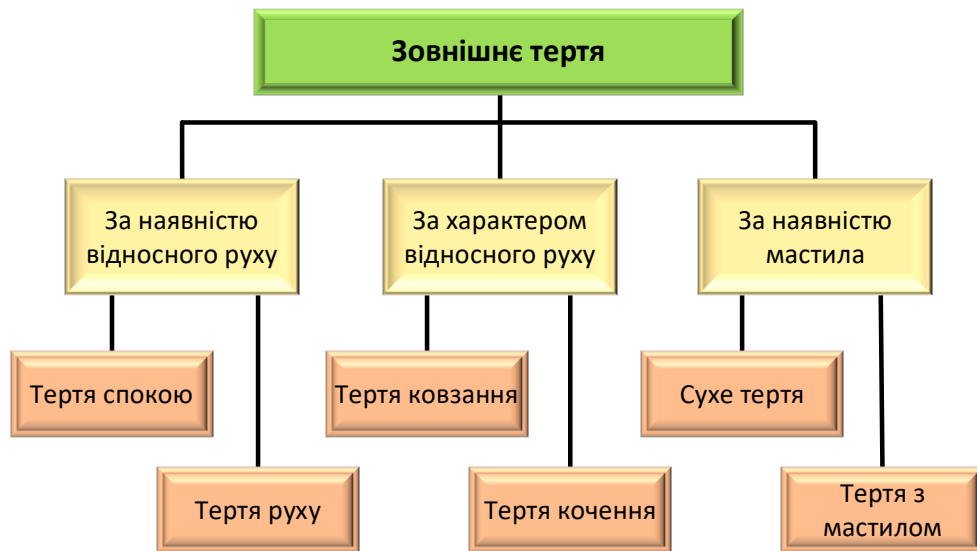 Зовнішнє тертя
За наявністю
відносного руху
За характером
відносного руху
За наявністю
мастила
Тертя спокою
Тертя ковзання
Сухе тертя
Тертя руху
Тертя кочення
Тертя з
мастилом